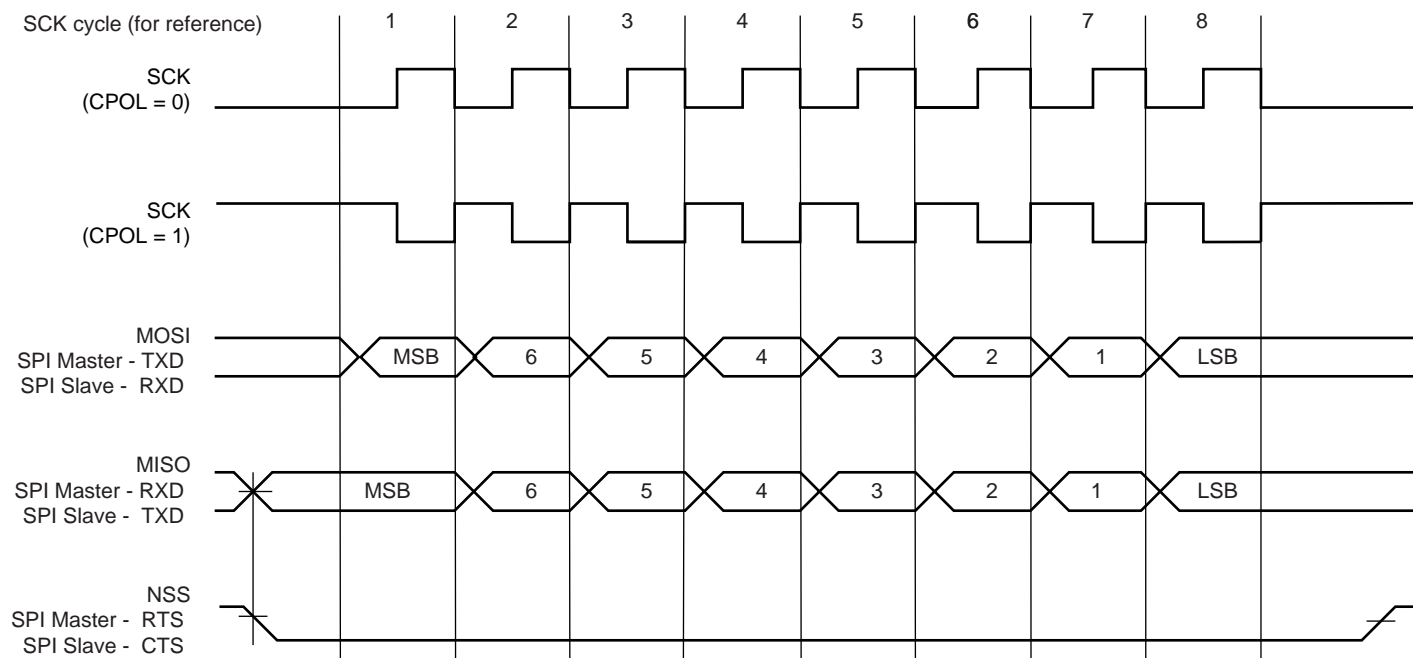 SCK cycle (for reference) 1 2 3 4 5 6 7 8
SCK
(CPOL = 0)
SCK
(CPOL = 1)
MOSI
SPI Master - TXD
SPI Slave - RXD
MSB 6 5 4 3 2 1 LSB
MISO
SPI Master - RXD
SPI Slave - TXD
MSB 6 5 4 3 2 1 LSB
NSS
SPI Master - RTS
SPI Slave - CTS